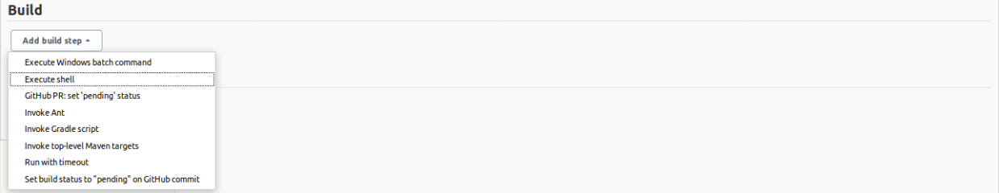 Build
Add build step
Execute Windows batch command
Execute shell
GitHub PR: set 'pending' status
Invoke Ant
Invoke Gradle script
Invoke top-level Maven targets
Run with timeout
Set build status to "pending" on GitHub commit